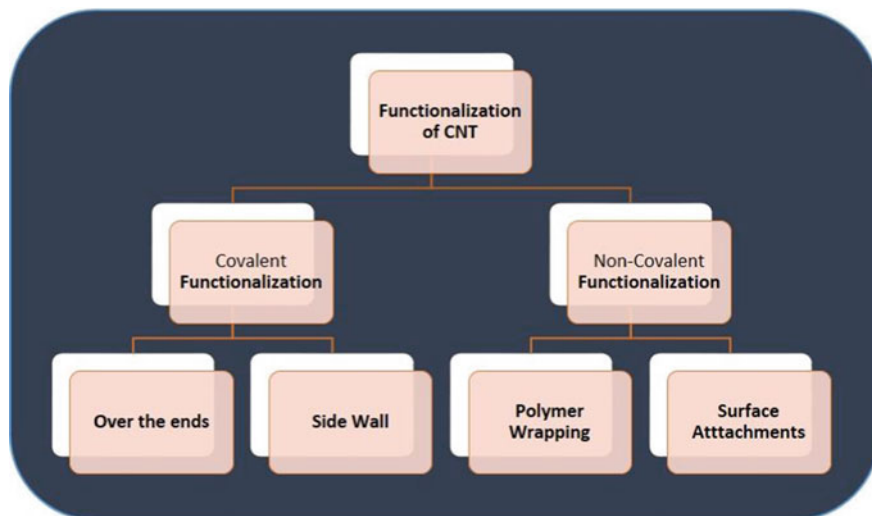 Functionalization
of CNT
Covalent
Functionalization
Non-Covalent
Functionalization
Over the ends
Side Wall
Polymer
Wrapping
Surface
Atttachments